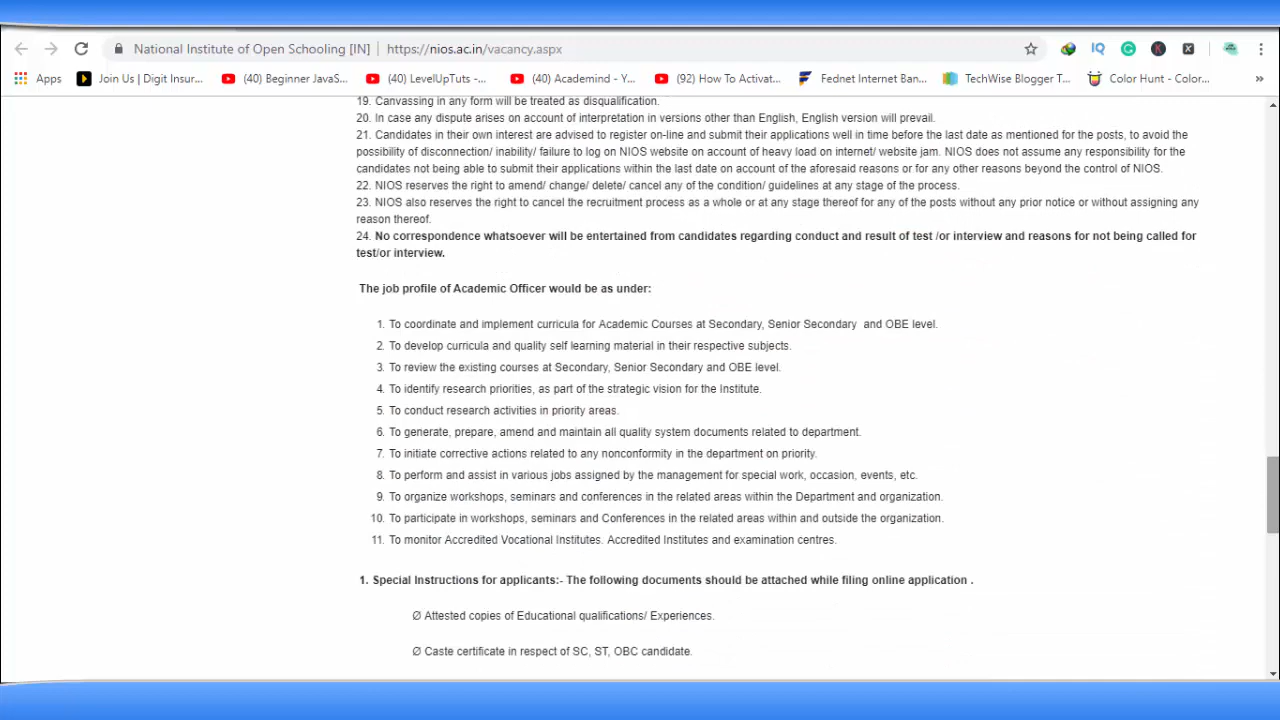 National Institute of Open Schooling [IN] https://nios.ac.in/vacancy.aspx
Apps Join Us | Digit Insur... (40) Beginner JavaS... (40) LevelUpTuts -... (40) Academind - Y... (92) How To Activat... Fednet Internet Ban... TechWise Blogger T... Color Hunt - Color... »
19. Canvassing in any form will be treated as disqualification.
20. In case any dispute arises on account of interpretation in versions other than English, English version will prevail.
21. Candidates in their own interest are advised to register on-line and submit their applications well in time before the last date as mentioned for the posts, to avoid the
possibility of disconnection/ inability/ failure to log on NIOS website on account of heavy load on internet/ website jam. NIOS does not assume any responsibility for the
candidates not being able to submit their applications within the last date on account of the aforesaid reasons or for any other reasons beyond the control of NIOS.
22. NIOS reserves the right to amend/ change/ delete/ cancel any of the condition/ guidelines at any stage of the process.
23. NIOS also reserves the right to cancel the recruitment process as a whole or at any stage thereof for any of the posts without any prior notice or without assigning any
reason thereof.
24. No correspondence whatsoever will be entertained from candidates regarding conduct and result of test /or interview and reasons for not being called for
test/or interview.
The job profile of Academic Officer would be as under:
1. To coordinate and implement curricula for Academic Courses at Secondary, Senior Secondary and OBE level.
2. To develop curricula and quality self learning material in their respective subjects.
3. To review the existing courses at Secondary, Senior Secondary and OBE level.
4. To identify research priorities, as part of the strategic vision for the Institute.
5. To conduct research activities in priority areas.
6. To generate, prepare, amend and maintain all quality system documents related to department.
7. To initiate corrective actions related to any nonconformity in the department on priority.
8. To perform and assist in various jobs assigned by the management for special work, occasion, events, etc.
9. To organize workshops, seminars and conferences in the related areas within the Department and organization.
10. To participate in workshops, seminars and Conferences in the related areas within and outside the organization.
11. To monitor Accredited Vocational Institutes. Accredited Institutes and examination centres.
1. Special Instructions for applicants:- The following documents should be attached while filing online application .
Ø Attested copies of Educational qualifications/ Experiences.
Ø Caste certificate in respect of SC, ST, OBC candidate.